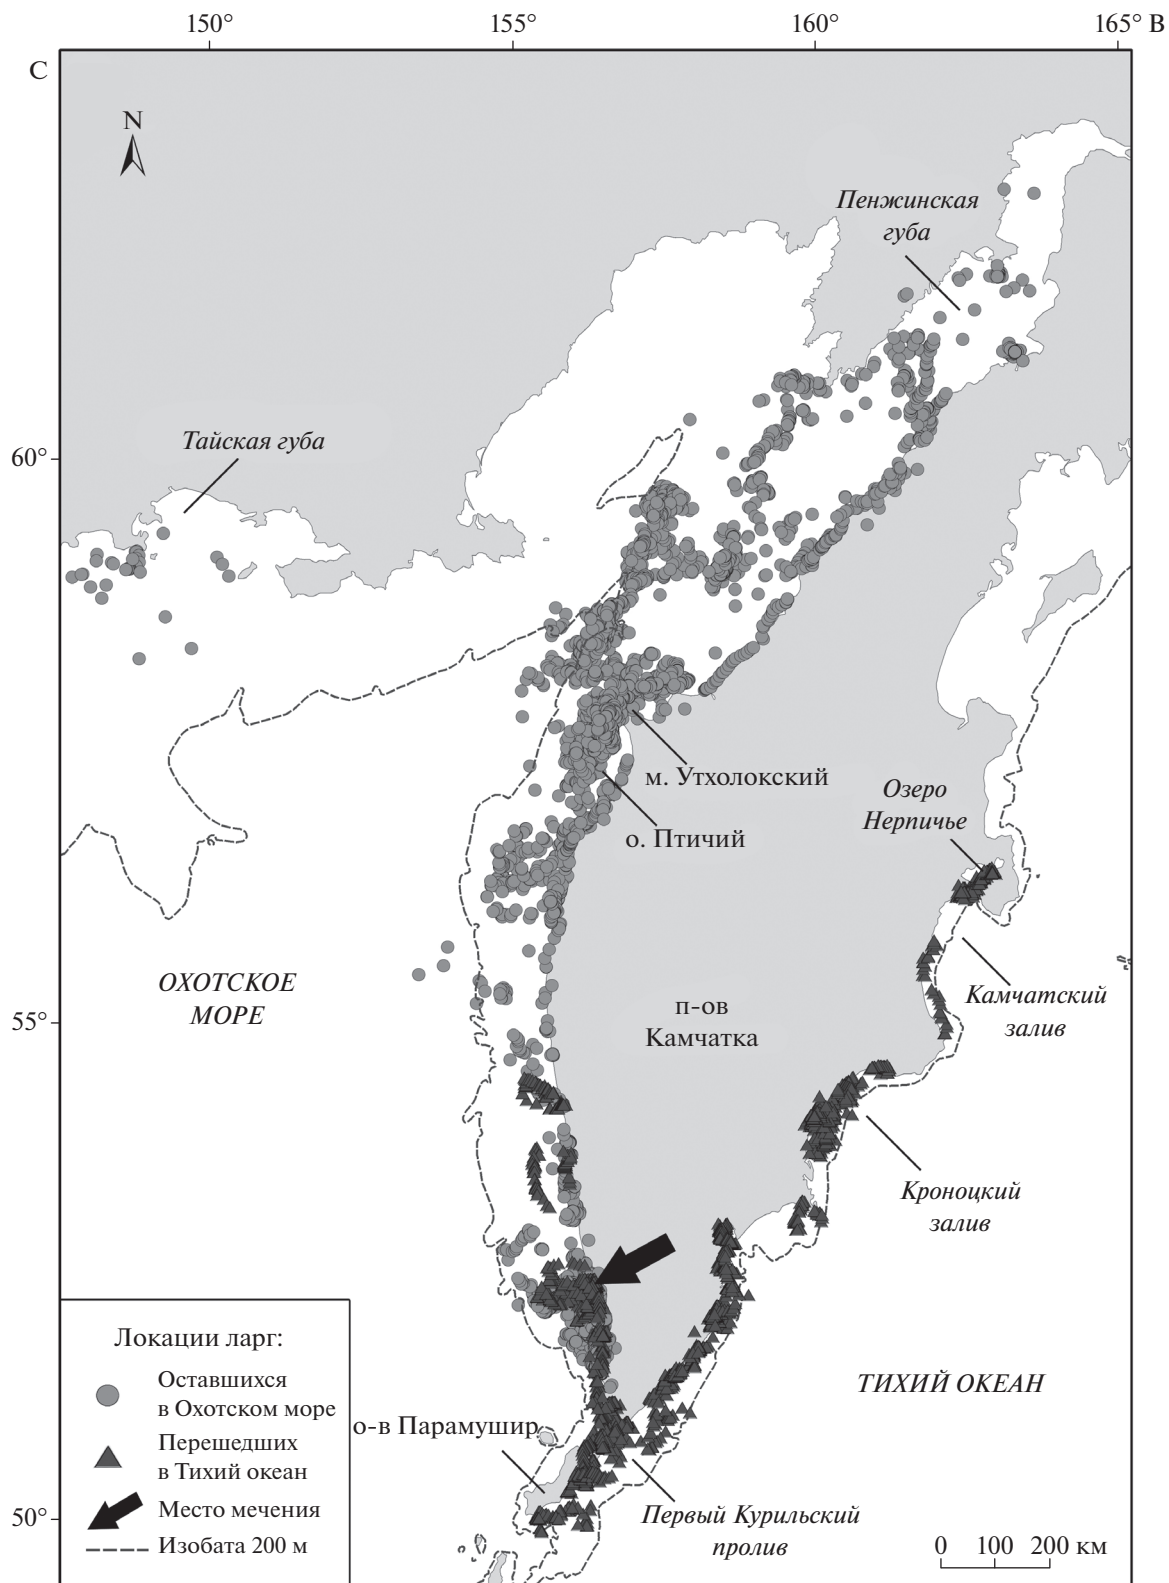 150°
155°
160°
165° В
С
N
Пенжинская
губа
Тайская губа
60°
м. Утхолокский
Озеро
Нерпичье
о. Птичий
ОХОТСКОЕ
МОРЕ
п-ов
Камчатка
Камчатский
залив
55°
Кроноцкий
залив
Локации ларг:
Оставшихся
в Охотском море
Перешедших
в Тихий океан
Место мечения
Изобата 200 м
ТИХИЙ ОКЕАН
о-в Парамушир
50°
Первый Курильский
пролив
0 100 200 км